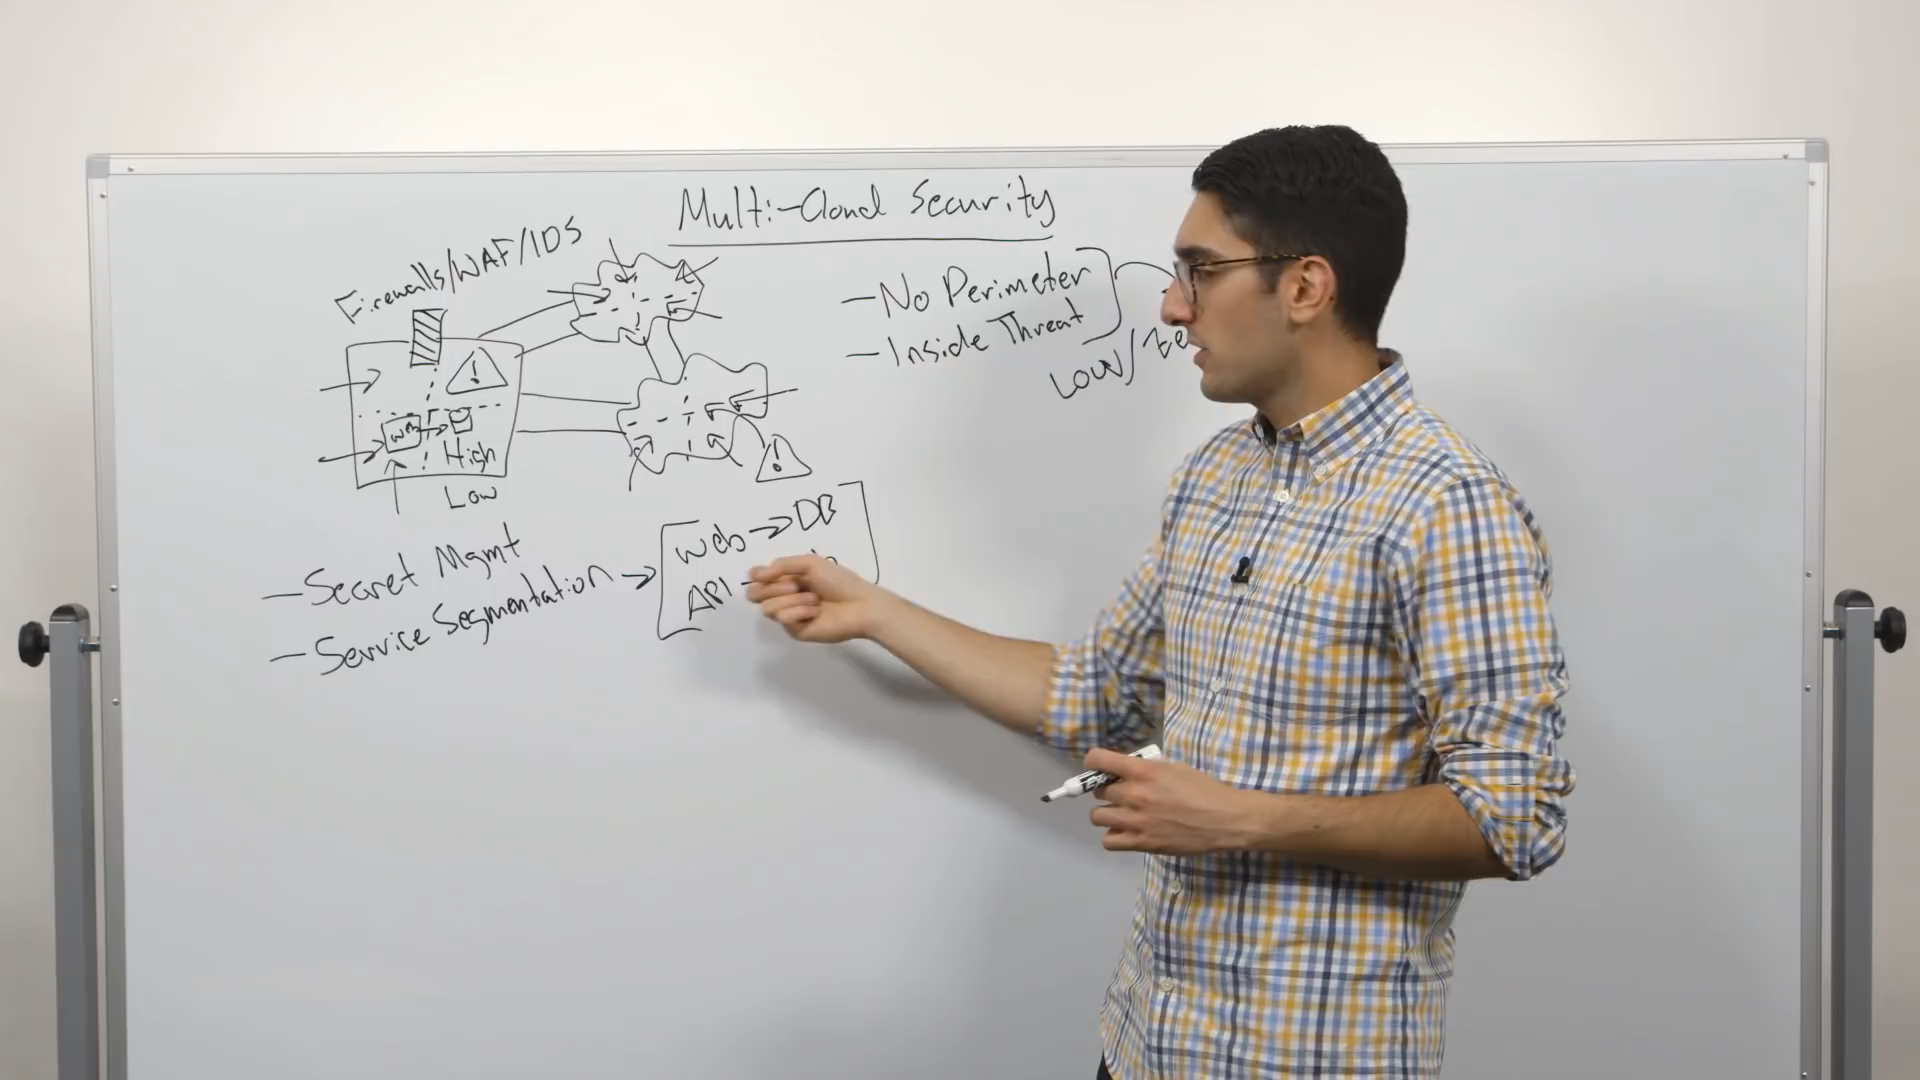 Multi-Cloud Security
Firewalls/WAF/IDS
- No Perimeter
- Inside Threat
Low/Ze
!
web
High
Low
!
- Secret Mgmt
- Service Segmentation →
Web → DB
API